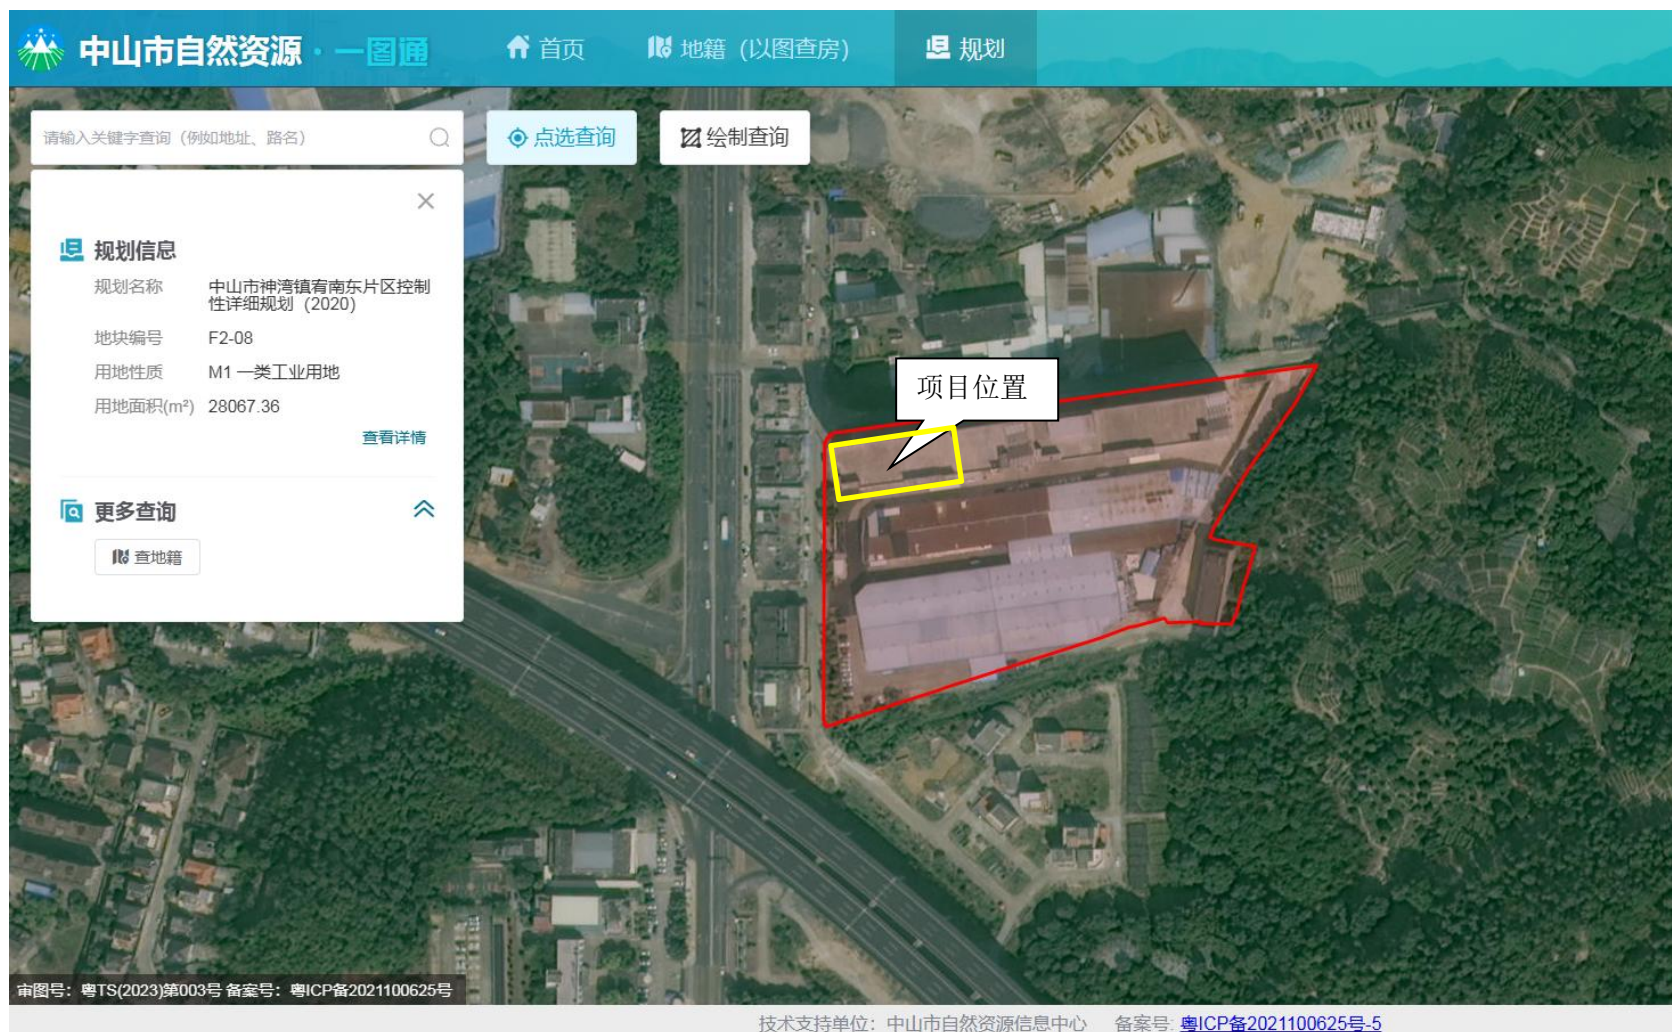 中山市自然资源·一图通
首页
地籍（以图查房）
规划
请输入关键字查询（例如地址、路名）
点选查询
绘制查询
规划信息
规划名称 中山市神湾镇宥南东片区控制
性详细规划（2020）
地块编号 F2-08
用地性质 M1 一类工业用地
用地面积(m²) 28067.36
查看详情
更多查询
查地籍
项目位置
审图号：粤TS(2023)第003号 备案号：粤ICP备2021100625号
技术支持单位：中山市自然资源信息中心 备案号: 粤ICP备2021100625号-5